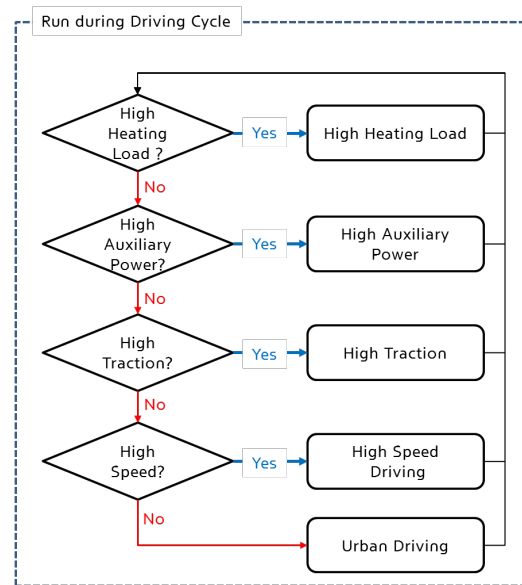 Run during Driving Cycle
High
Heating
Load ?
Yes
High Heating Load
No
High
Auxiliary
Power?
Yes
High Auxiliary
Power
No
High
Traction?
Yes
High Traction
No
High
Speed?
Yes
High Speed
Driving
No
Urban Driving